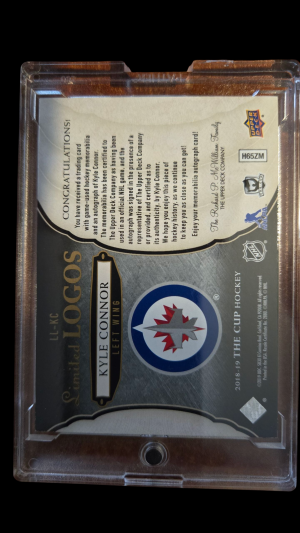 LL-KC
Limited LOGOS
KYLE CONNOR
LEFT WING
2018-19 THE CUP HOCKEY
CONGRATULATIONS!
You have received a trading card
with game-used hockey memorabilia
and an autograph of Kyle Connor.
The memorabilia has been certified to
The Upper Deck Company as having been
used in an official NHL game, and the
autograph was signed in the presence of a
representative of The Upper Deck Company
or provided, and certified as to
its authenticity, by Kyle Connor.
We hope you enjoy this piece of
hockey history, as we continue to
keep you as close as you can get!
Enjoy your memorabilia autograph card!
The Richard P. McWilliam Family
THE UPPER DECK COMPANY
UPPER DECK
NHL